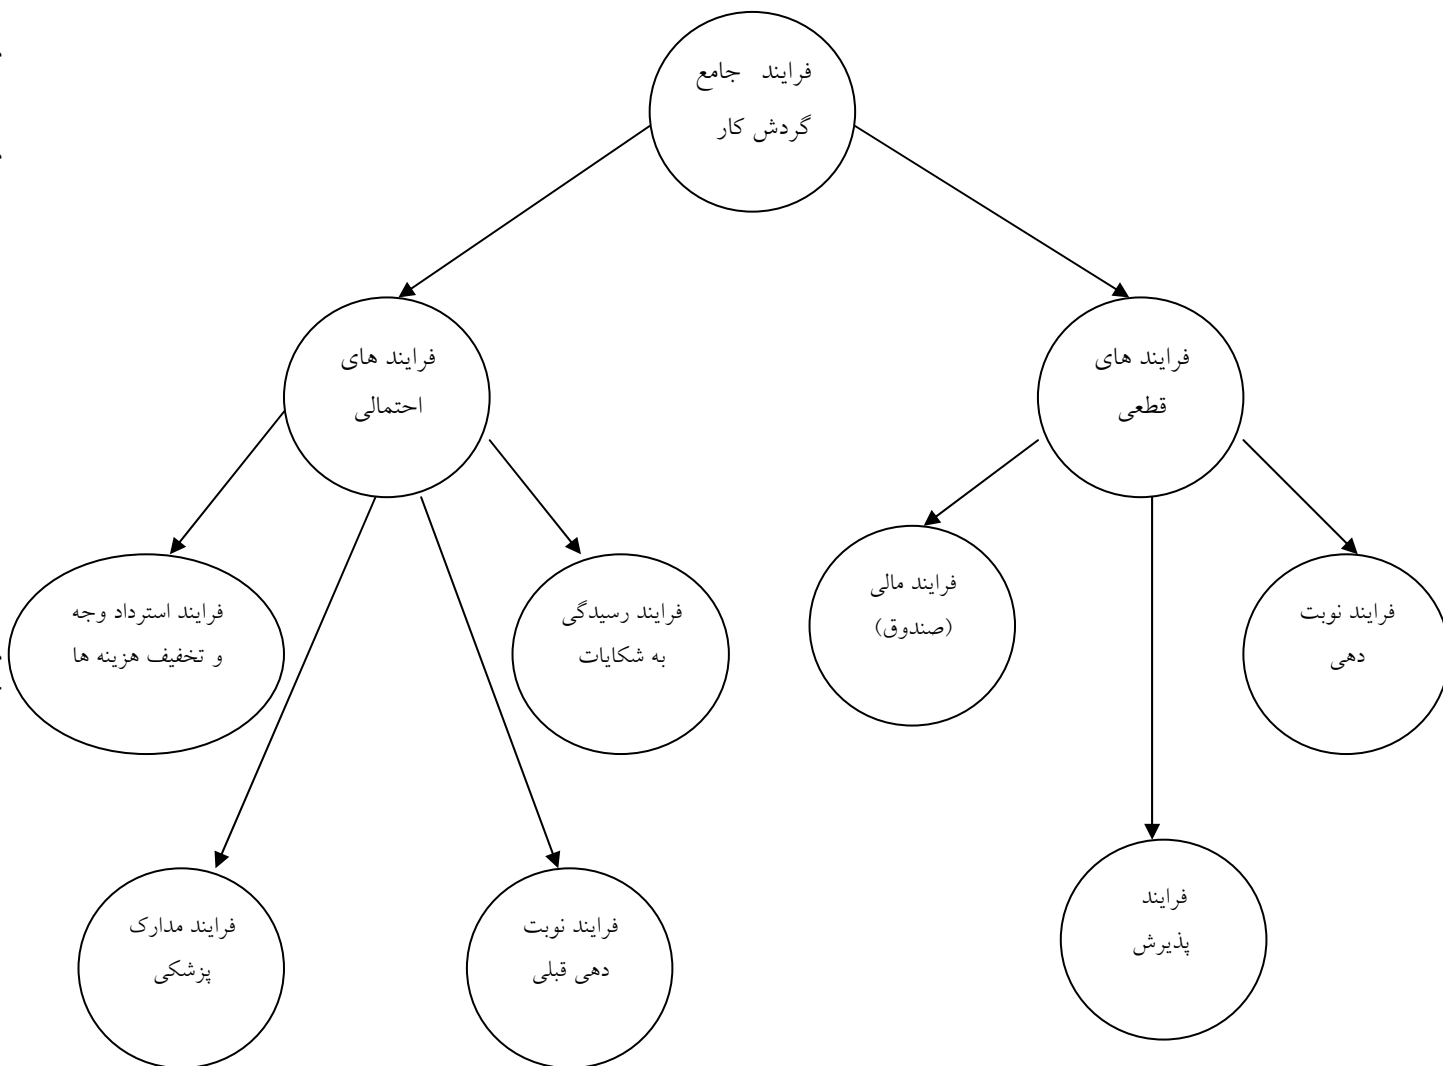 فرایند جامع
گردش کار
فرایند های
قطعی
فرایند های
احتمالی
فرایند نوبت
دهی
فرایند مالی
(صندوق)
فرایند رسیدگی
به شکایات
فرایند استرداد وجه
و تخفیف هزینه ها
فرایند
پذیرش
فرایند نوبت
دهی قبلی
فرایند مدارک
پزشکی